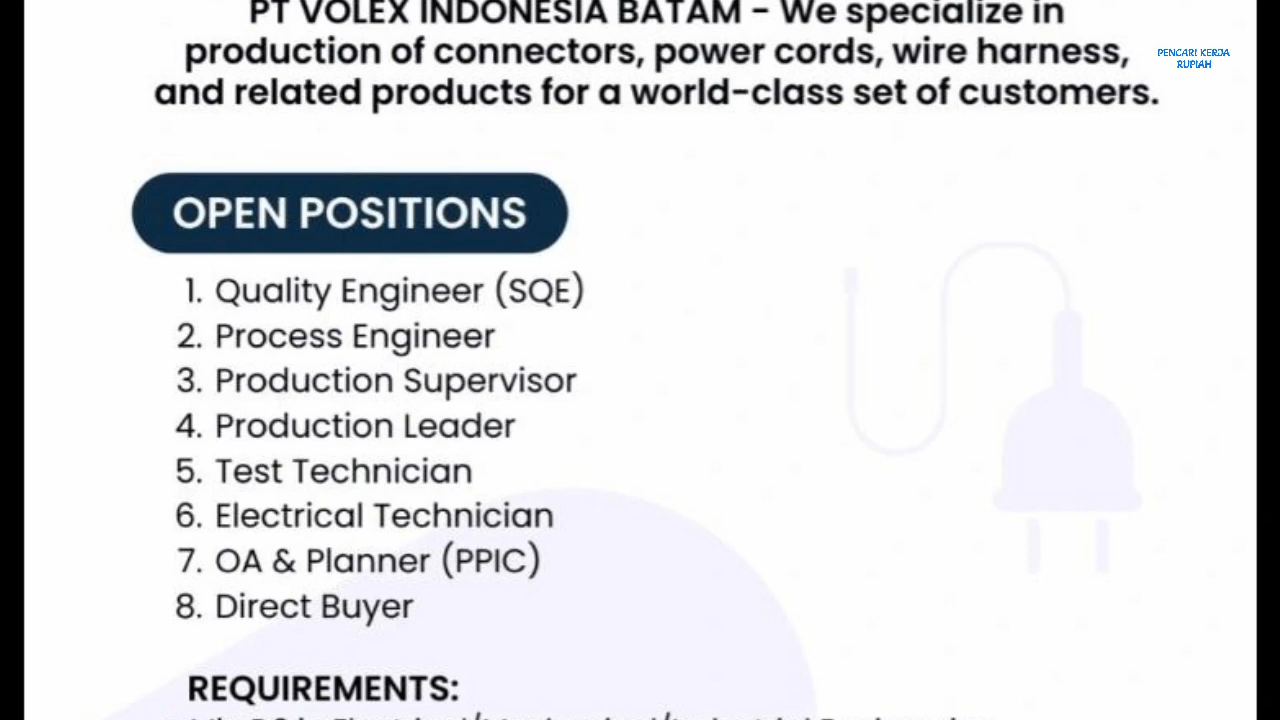 PT VOLEX INDONESIA BATAM - We specialize in
production of connectors, power cords, wire harness,
and related products for a world-class set of customers.
PENCARI KERJA
RUPIAH
OPEN POSITIONS
1. Quality Engineer (SQE)
2. Process Engineer
3. Production Supervisor
4. Production Leader
5. Test Technician
6. Electrical Technician
7. OA & Planner (PPIC)
8. Direct Buyer
REQUIREMENTS: